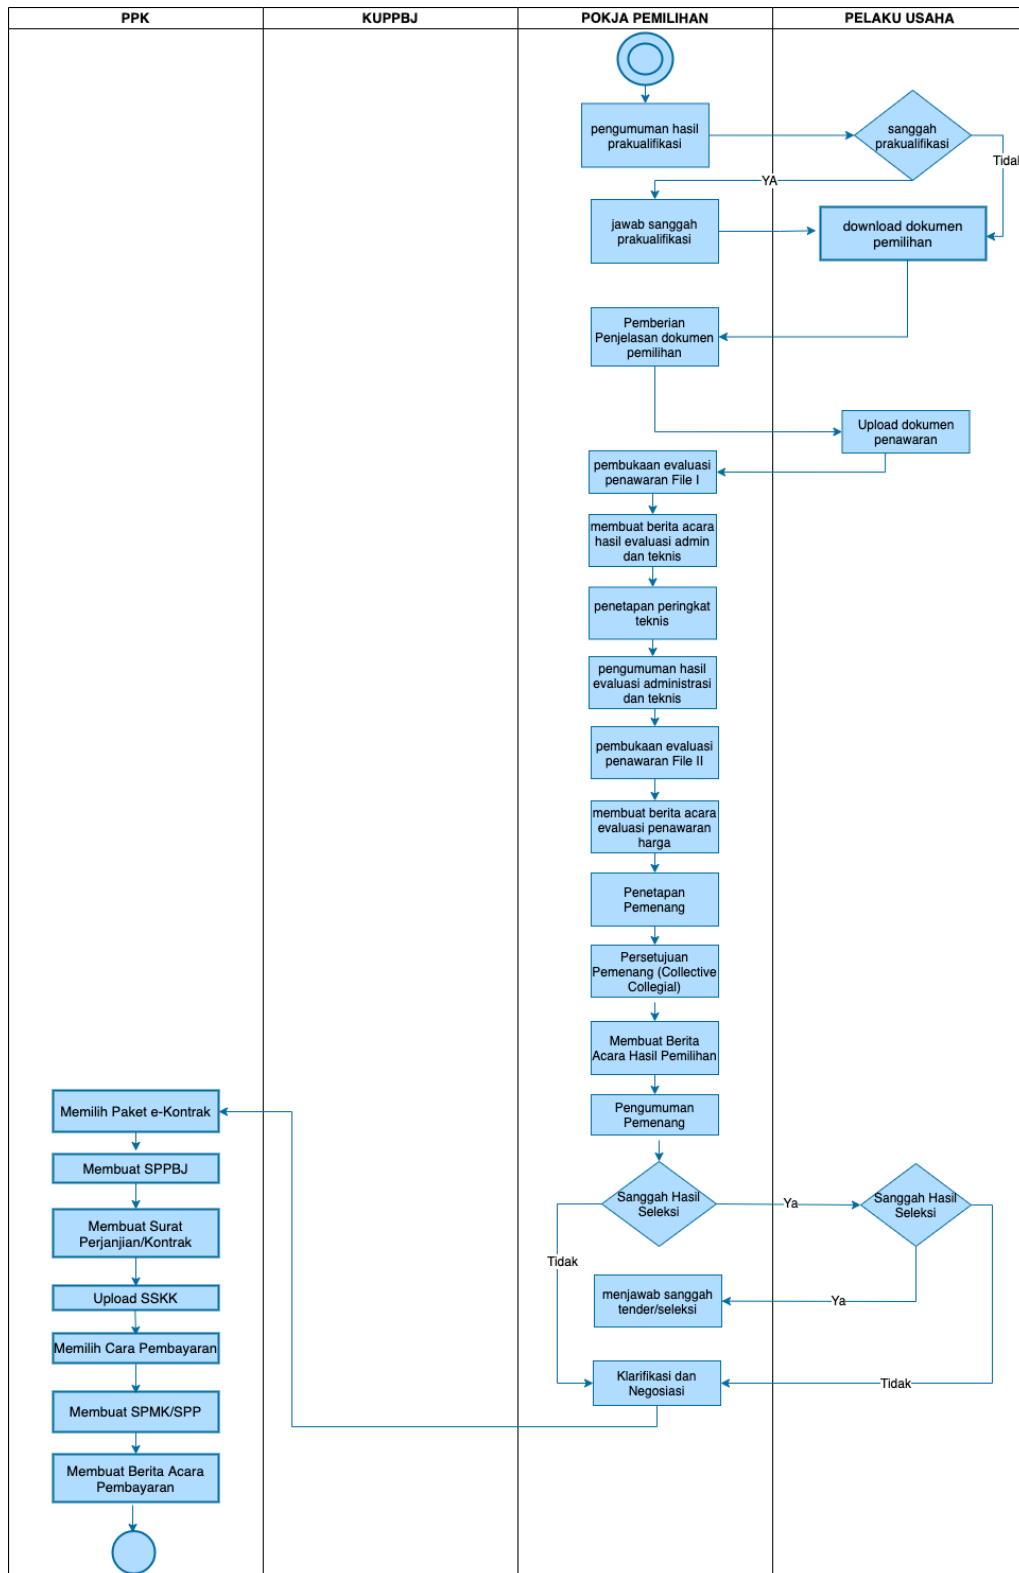 PPK
KUPPBJ
POKJA PEMILIHAN
PELAKU USAHA
pengumuman hasil
prakualifikasi
sanggah
prakualifikasi
Tidak
YA
jawab sanggah
prakualifikasi
download dokumen
pemilihan
Pemberian
Penjelasan dokumen
pemilihan
Upload dokumen
penawaran
pembukaan evaluasi
penawaran File I
membuat berita acara
hasil evaluasi admin
dan teknis
penetapan peringkat
teknis
pengumuman hasil
evaluasi administrasi
dan teknis
pembukaan evaluasi
penawaran File II
membuat berita acara
evaluasi penawaran
harga
Penetapan
Pemenang
Persetujuan
Pemenang (Collective
Collegial)
Membuat Berita
Acara Hasil Pemilihan
Pengumuman
Pemenang
Sanggah Hasil
Seleksi
Ya
Sanggah Hasil
Seleksi
Tidak
menjawab sanggah
tender/seleksi
Ya
Klarifikasi dan
Negosiasi
Tidak
Memilih Paket e-Kontrak
Membuat SPPBJ
Membuat Surat
Perjanjian/Kontrak
Upload SSKK
Memilih Cara Pembayaran
Membuat SPMK/SPP
Membuat Berita Acara
Pembayaran